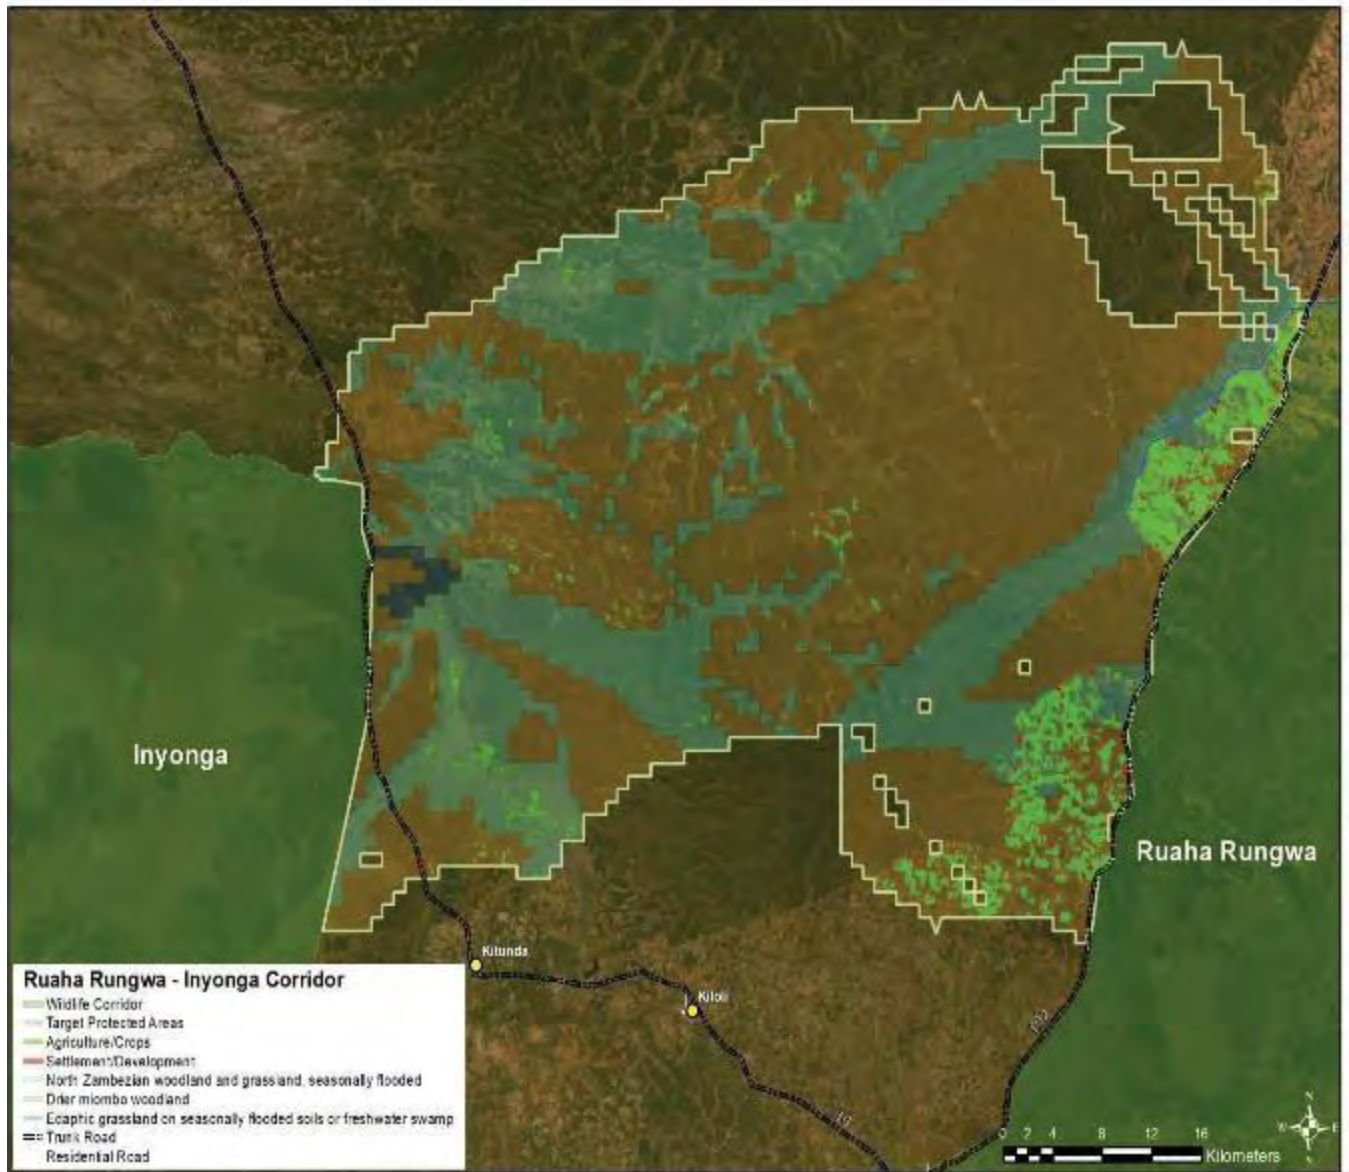 Inyonga
Ruaha Rungwa
Kitunda
Kiloli
Ruaha Rungwa - Inyonga Corridor
Wildlife Corridor
Target Protected Areas
Agriculture/Crops
Settlement/Development
North Zambezian woodland and grassland, seasonally flooded
Drier miombo woodland
Edaphic grassland on seasonally flooded soils or freshwater swamp
Trunk Road
Residential Road
N
W E
0 2 4 8 12 16
Kilometers